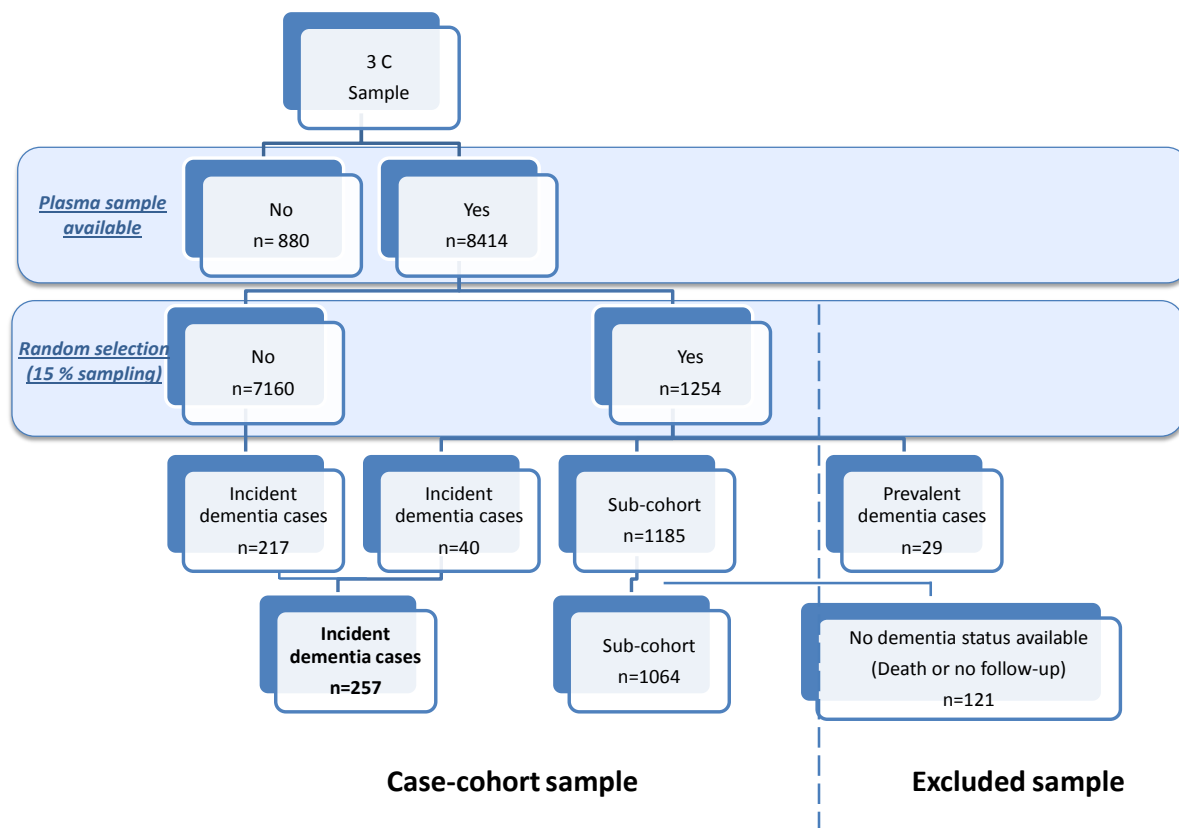 3 C
Sample
Plasma sample
available
No
n= 880
Yes
n=8414
Random selection
(15 % sampling)
No
n=7160
Yes
n=1254
Incident
dementia cases
n=217
Incident
dementia cases
n=40
Sub-cohort
n=1185
Prevalent
dementia cases
n=29
Incident
dementia cases
n=257
Sub-cohort
n=1064
No dementia status available
(Death or no follow-up)
n=121
Case-cohort sample
Excluded sample